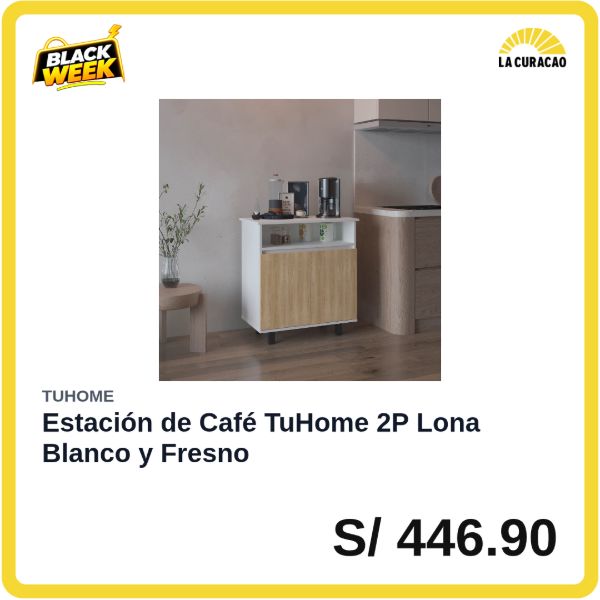 BLACK
WEEK
LA CURACAO
TUHOME
Estación de Café TuHome 2P Lona
Blanco y Fresno
S/ 446.90